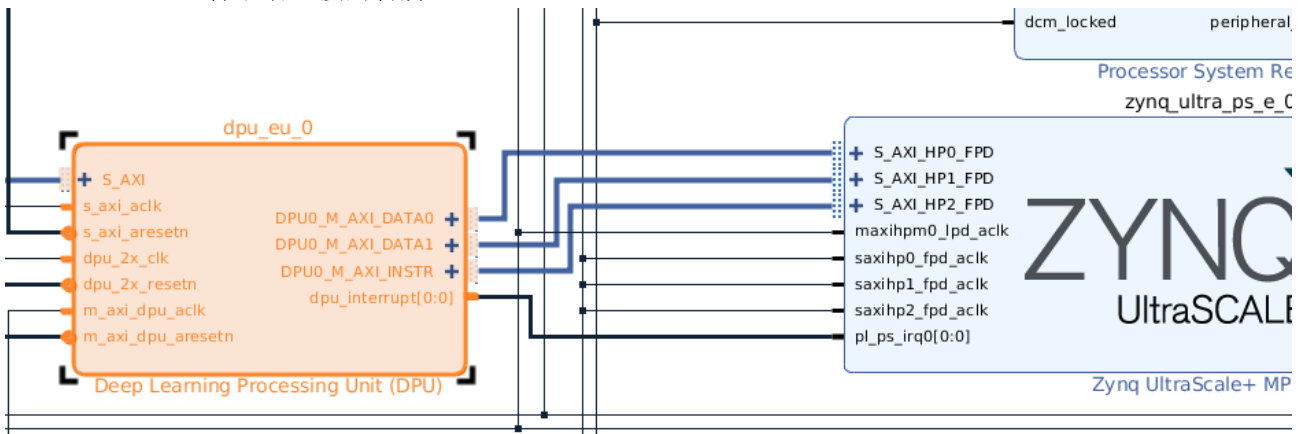 dcm_locked
peripheral_
Processor System Re
zynq_ultra_ps_e_0
dpu_eu_0
S_AXI
s_axi_aclk
s_axi_aresetn
dpu_2x_clk
dpu_2x_resetn
m_axi_dpu_aclk
m_axi_dpu_aresetn
DPU0_M_AXI_DATA0
DPU0_M_AXI_DATA1
DPU0_M_AXI_INSTR
dpu_interrupt[0:0]
Deep Learning Processing Unit (DPU)
S_AXI_HP0_FPD
S_AXI_HP1_FPD
S_AXI_HP2_FPD
maxihpm0_lpd_aclk
saxihp0_fpd_aclk
saxihp1_fpd_aclk
saxihp2_fpd_aclk
pl_ps_irq0[0:0]
ZYNQ
UltraSCALE
Zynq UltraScale+ MP